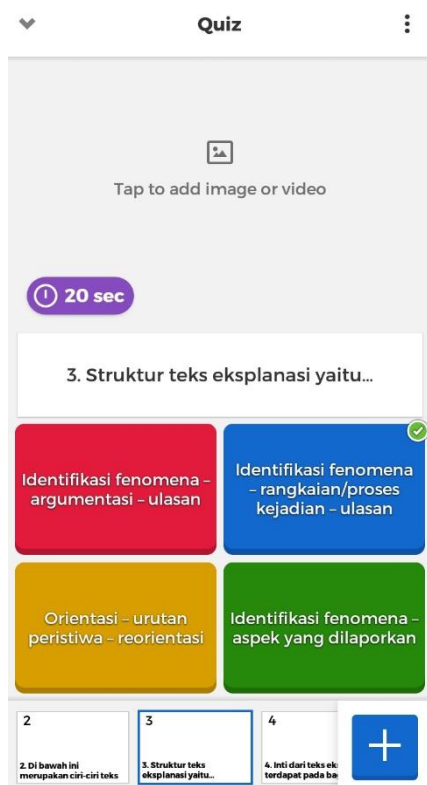 Quiz
Tap to add image or video
20 sec
3. Struktur teks eksplanasi yaitu...
Identifikasi fenomena –
argumentasi – ulasan
Identifikasi fenomena
– rangkaian/proses
kejadian – ulasan
Orientasi – urutan
peristiwa – reorientasi
Identifikasi fenomena –
aspek yang dilaporkan
2
2. Di bawah ini
merupakan ciri-ciri teks
3
3. Struktur teks
eksplanasi yaitu...
4
4. Inti dari teks
terdapat pada